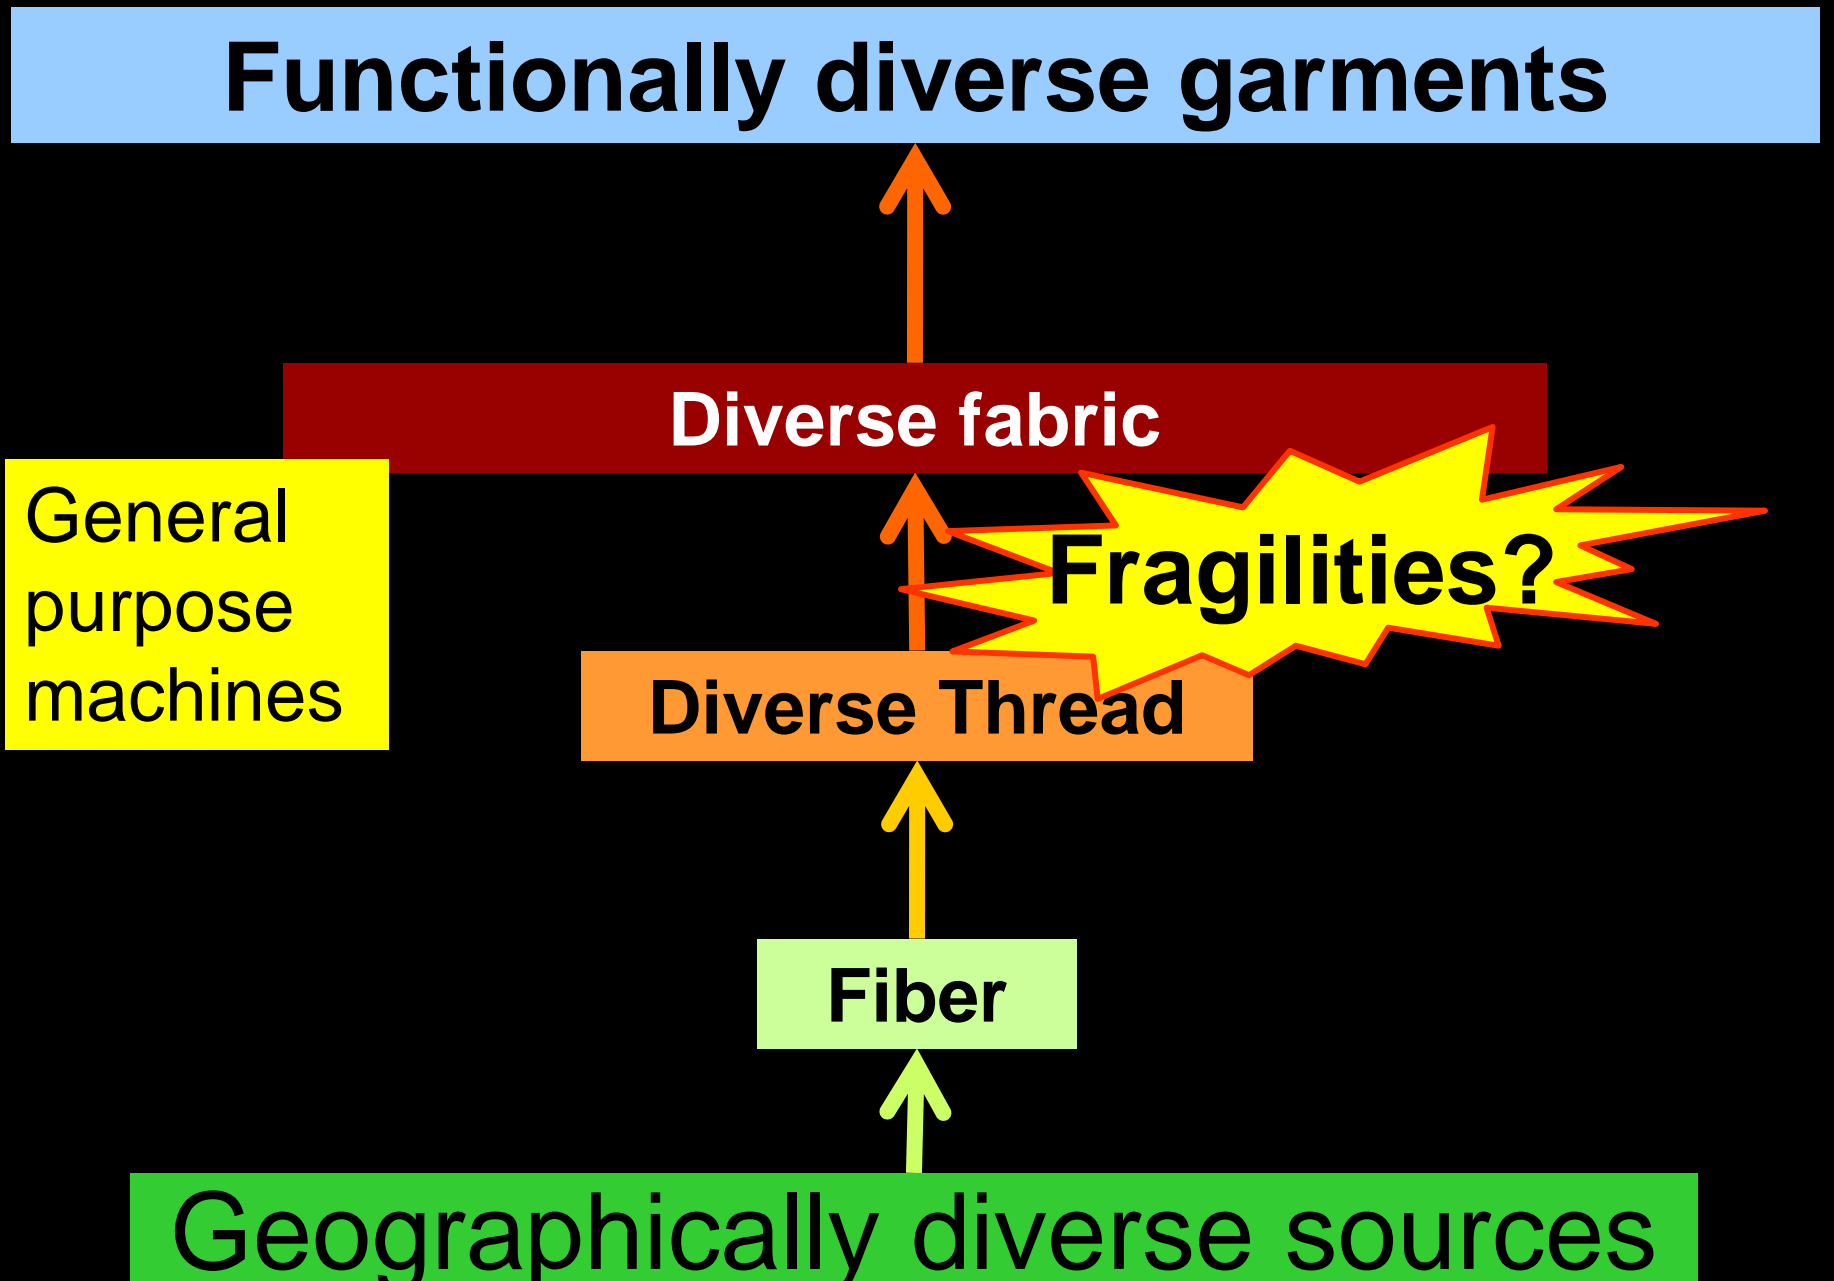 Functionally diverse garments
Diverse fabric
General
purpose
machines
Fragilities?
Diverse Thread
Fiber
Geographically diverse sources